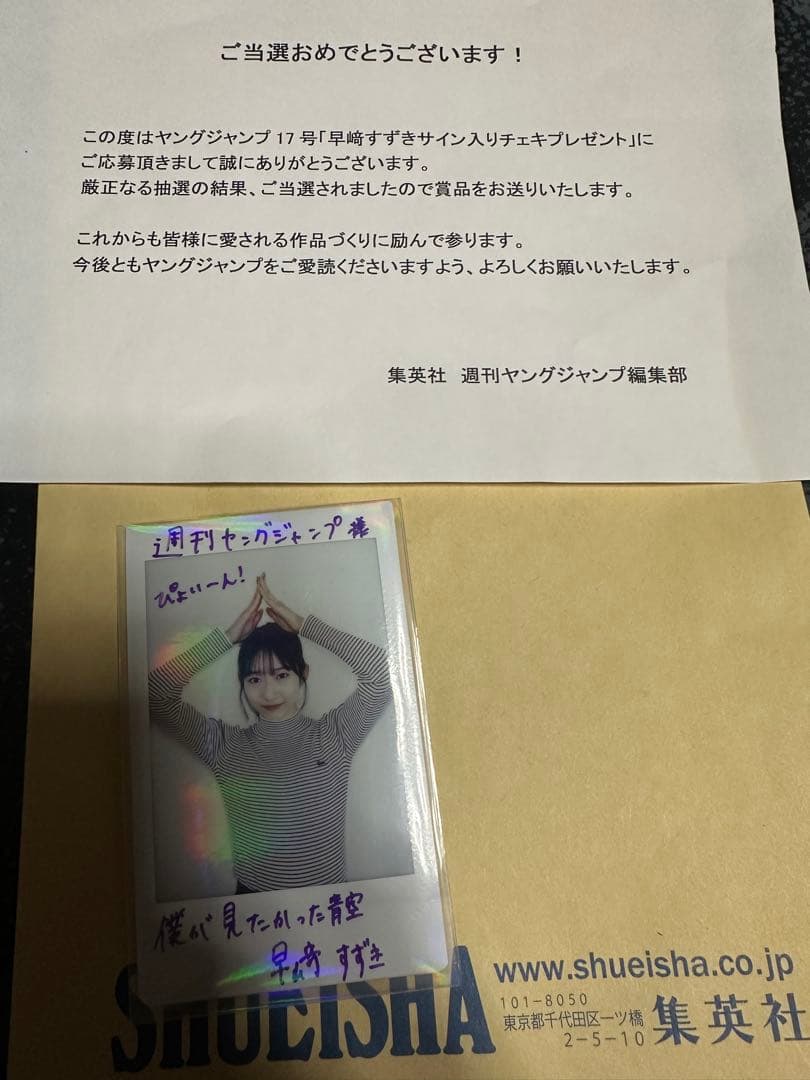 ご当選おめでとうございます！
この度はヤングジャンプ17号｢早﨑すずきサイン入りチェキプレゼント｣に
ご応募頂きまして誠にありがとうございます。
厳正なる抽選の結果、ご当選されましたので賞品をお送りいたします。
これからも皆様に愛される作品づくりに励んで参ります。
今後ともヤングジャンプをご愛読くださいますよう、よろしくお願いいたします。
集英社　週刊ヤングジャンプ編集部
週刊ヤングジャンプ様
ぴょいーん!
僕が見たかった青空
早﨑すずき
SHUEISHA
www.shueisha.co.jp
101-8050
東京都千代田区一ツ橋
2-5-10
集英社